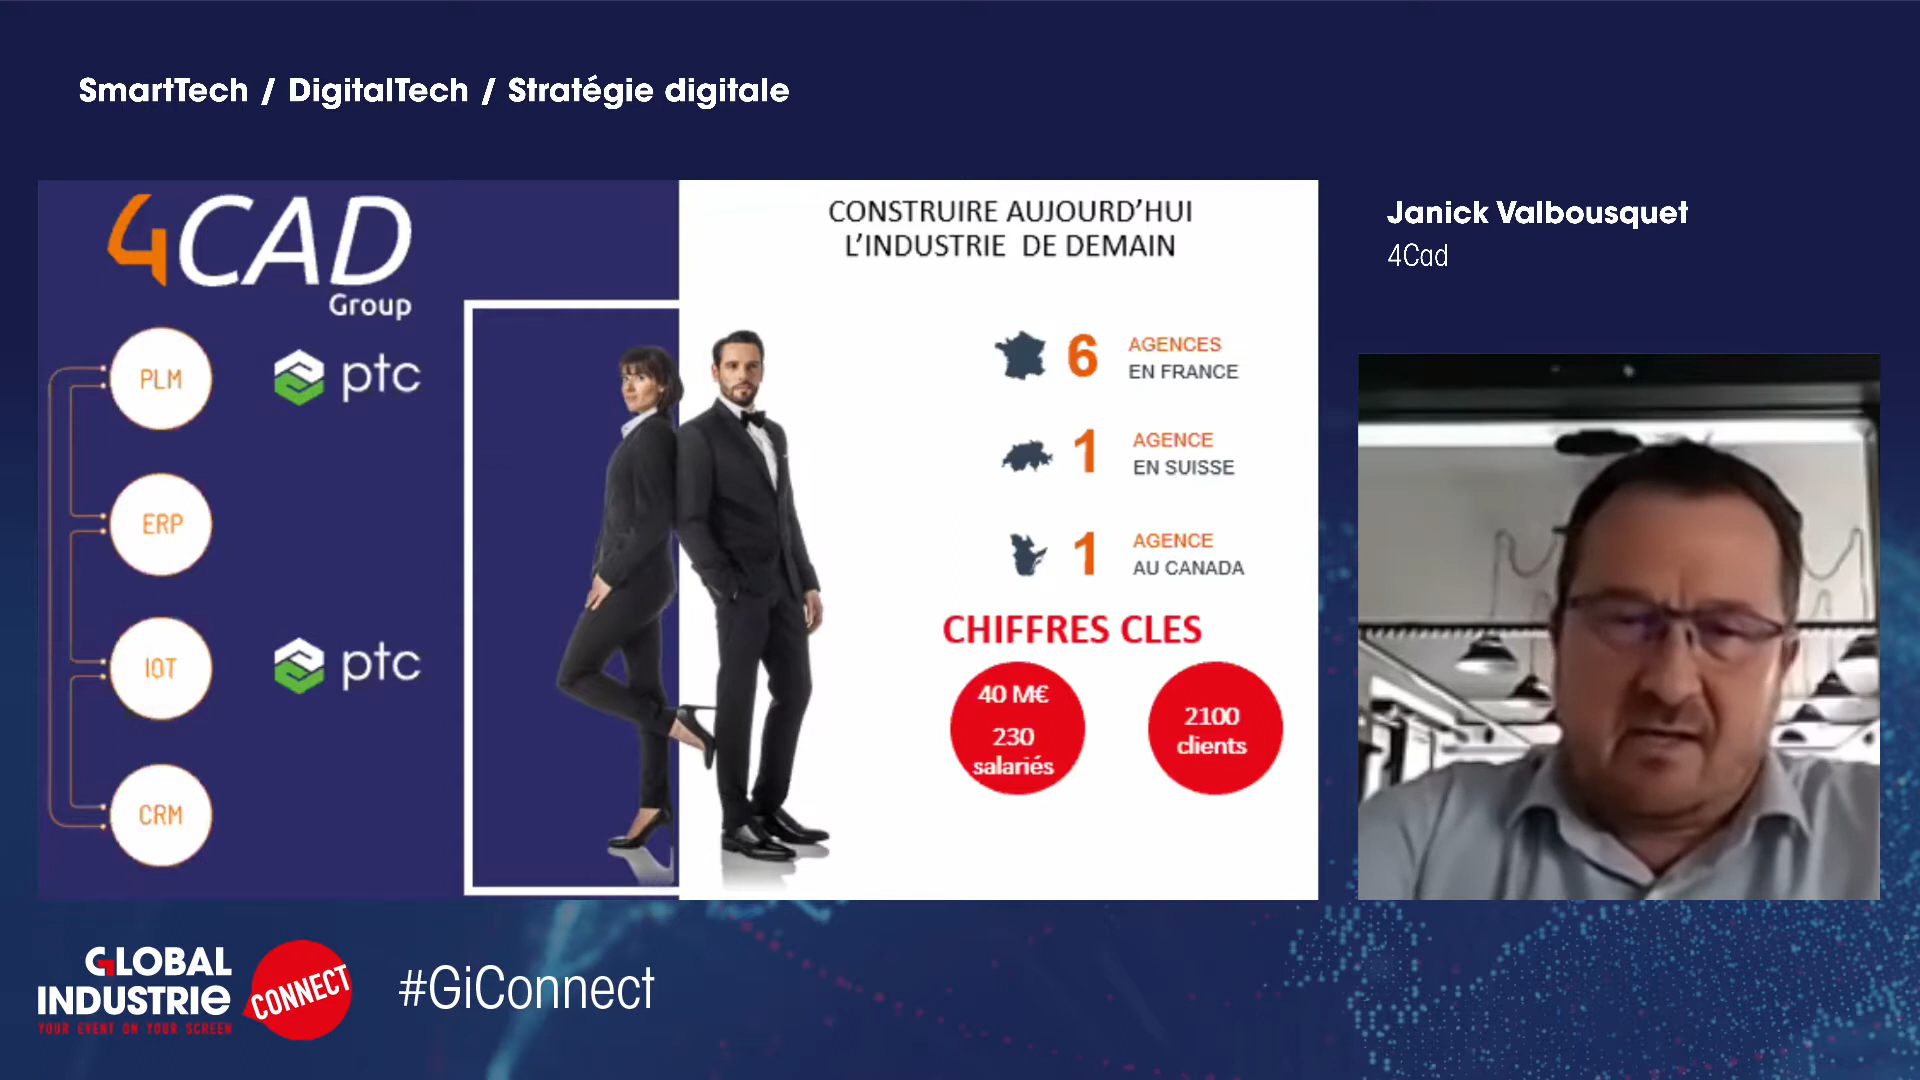 SmartTech / DigitalTech / Stratégie digitale
4CAD
Group
PLM
ptc
ERP
IOT
ptc
CRM
CONSTRUIRE AUJOURD'HUI
L'INDUSTRIE DE DEMAIN
6 AGENCES
EN FRANCE
1 AGENCE
EN SUISSE
1 AGENCE
AU CANADA
CHIFFRES CLES
40 M€
230
salariés
2100
clients
Janick Valbousquet
4Cad
GLOBAL
INDUSTRIE
YOUR EVENT ON YOUR SCREEN
CONNECT
#GiConnect